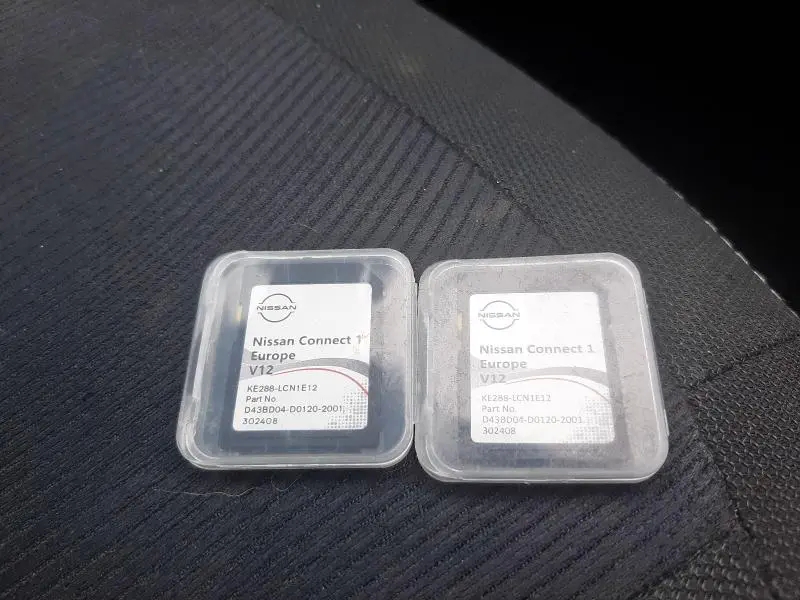 NISSAN
Nissan Connect 1
Europe
V12
KE288-LCN1E12
Part No.
D43BD04-D0120-2001,
302408
NISSAN
Nissan Connect 1
Europe
V12
KE288-LCN1E12
Part No.
D43BD04-D0120-2001,
302408